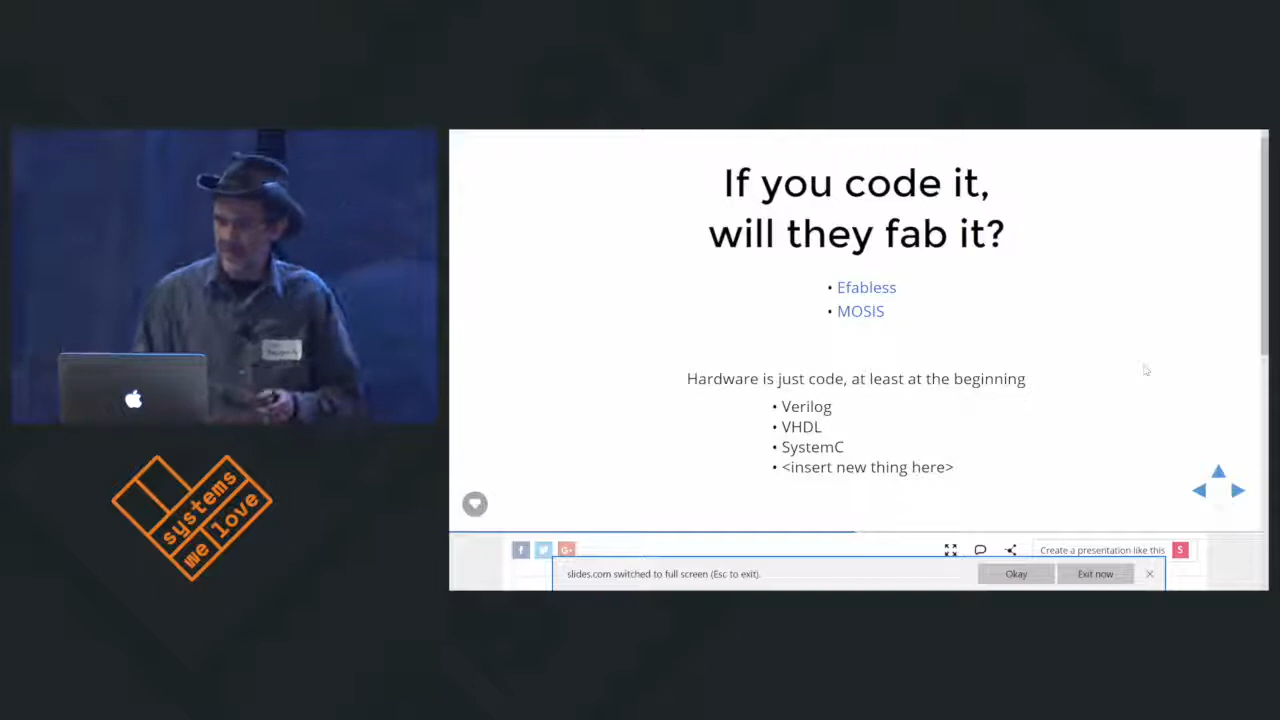 If you code it,
will they fab it?
• Efabless
• MOSIS
Hardware is just code, at least at the beginning
• Verilog
• VHDL
• SystemC
• <insert new thing here>
Create a presentation like this
S
slides.com switched to full screen (Esc to exit).
Okay
Exit now
systems
we love
f
G+